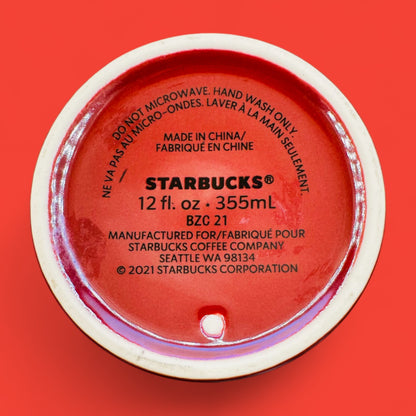 DO NOT MICROWAVE. HAND WASH ONLY.
NE VA PAS AU MICRO-ONDES. LAVER À LA MAIN SEULEMENT.
MADE IN CHINA/
FABRIQUÉ EN CHINE
STARBUCKS®
12 fl. oz · 355mL
BZC 21
MANUFACTURED FOR/FABRIQUÉ POUR
STARBUCKS COFFEE COMPANY
SEATTLE WA 98134
© 2021 STARBUCKS CORPORATION